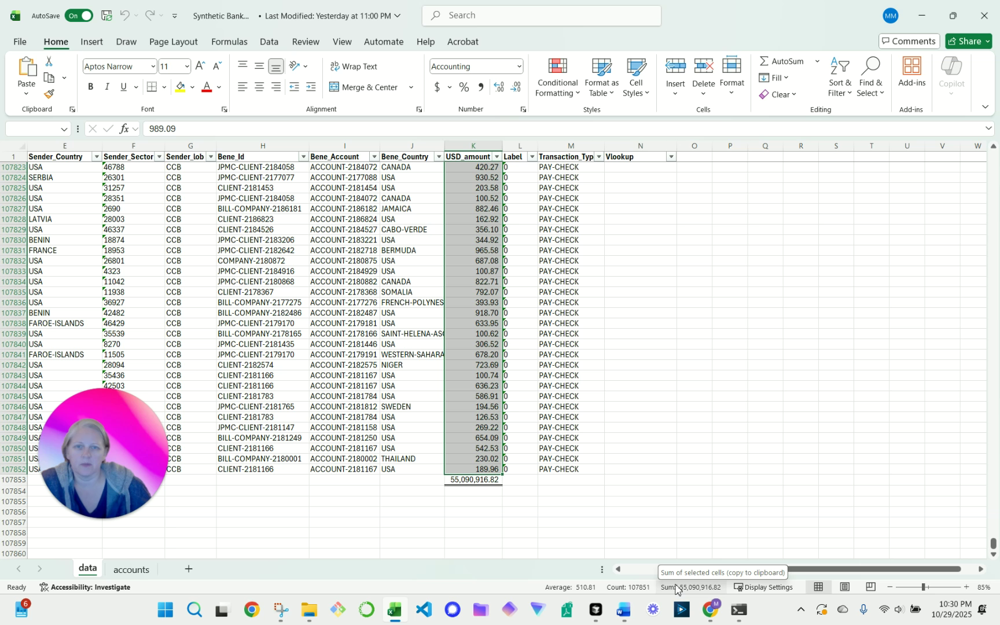 AutoSave On Synthetic Bank... • Last Modified: Yesterday at 11:00 PM Search MM
File Home Insert Draw Page Layout Formulas Data Review View Automate Help Acrobat Comments Share
Paste Aptos Narrow 11 Wrap Text Accounting Conditional Formatting Format as Table Cell Styles Insert Delete Format AutoSum Sort & Filter Find & Select Add-ins Copilot
B I U Merge & Center $ % Fill Clear
Clipboard Font Alignment Number Styles Cells Editing Add-ins
fx 989.09
E F G H I J K L M N O P Q R S T U V W
1 Sender_Country Sender_Sector Sender_lob Bene_Id Bene_Account Bene_Country USD_amount Label Transaction_Typ Vlookup
107823 USA 46788 CCB JPMC-CLIENT-2184058 ACCOUNT-2184072 CANADA 420.27 0 PAY-CHECK
107824 SERBIA 26301 CCB JPMC-CLIENT-2177077 ACCOUNT-2177088 USA 930.52 0 PAY-CHECK
107825 USA 31257 CCB CLIENT-2181453 ACCOUNT-2181454 USA 203.58 0 PAY-CHECK
107826 USA 28351 CCB JPMC-CLIENT-2184058 ACCOUNT-2184072 CANADA 100.52 0 PAY-CHECK
107827 USA 2690 CCB BILL-COMPANY-2186181 ACCOUNT-2186182 JAMAICA 882.46 0 PAY-CHECK
107828 LATVIA 28003 CCB CLIENT-2186823 ACCOUNT-2186824 USA 162.92 0 PAY-CHECK
107829 USA 46337 CCB CLIENT-2184526 ACCOUNT-2184527 CABO-VERDE 356.10 0 PAY-CHECK
107830 BENIN 18874 CCB JPMC-CLIENT-2183206 ACCOUNT-2183221 USA 344.92 0 PAY-CHECK
107831 FRANCE 18953 CCB JPMC-CLIENT-2182642 ACCOUNT-2182718 BERMUDA 965.58 0 PAY-CHECK
107832 USA 26801 CCB COMPANY-2180872 ACCOUNT-2180875 USA 687.08 0 PAY-CHECK
107833 USA 4323 CCB JPMC-CLIENT-2184916 ACCOUNT-2184929 USA 100.87 0 PAY-CHECK
107834 USA 11042 CCB JPMC-CLIENT-2180868 ACCOUNT-2180882 CANADA 822.71 0 PAY-CHECK
107835 USA 11938 CCB CLIENT-2178367 ACCOUNT-2178368 SOMALIA 792.07 0 PAY-CHECK
107836 USA 36927 CCB BILL-COMPANY-2177275 ACCOUNT-2177276 FRENCH-POLYNES 393.93 0 PAY-CHECK
107837 BENIN 42482 CCB BILL-COMPANY-2182486 ACCOUNT-2182487 USA 918.70 0 PAY-CHECK
107838 FAROE-ISLANDS 46429 CCB JPMC-CLIENT-2179170 ACCOUNT-2179181 USA 633.95 0 PAY-CHECK
107839 USA 35539 CCB BILL-COMPANY-2178165 ACCOUNT-2178166 SAINT-HELENA-ASC 100.62 0 PAY-CHECK
107840 USA 8270 CCB JPMC-CLIENT-2181435 ACCOUNT-2181446 USA 306.52 0 PAY-CHECK
107841 FAROE-ISLANDS 11505 CCB JPMC-CLIENT-2179170 ACCOUNT-2179191 WESTERN-SAHARA 678.20 0 PAY-CHECK
107842 USA 28094 CCB CLIENT-2182574 ACCOUNT-2182575 NIGER 723.69 0 PAY-CHECK
107843 USA 35436 CCB CLIENT-2181166 ACCOUNT-2181167 USA 100.74 0 PAY-CHECK
107844 USA 42503 CCB CLIENT-2181166 ACCOUNT-2181167 USA 636.23 0 PAY-CHECK
107845 USA CCB CLIENT-2181783 ACCOUNT-2181784 USA 586.91 0 PAY-CHECK
107846 USA CCB JPMC-CLIENT-2181765 ACCOUNT-2181812 SWEDEN 194.56 0 PAY-CHECK
107847 USA CCB CLIENT-2181783 ACCOUNT-2181784 USA 126.53 0 PAY-CHECK
107848 USA CCB JPMC-CLIENT-2181147 ACCOUNT-2181158 USA 269.22 0 PAY-CHECK
107849 USA CCB BILL-COMPANY-2181249 ACCOUNT-2181250 USA 654.09 0 PAY-CHECK
107850 US CCB CLIENT-2181166 ACCOUNT-2181167 USA 542.53 0 PAY-CHECK
107851 US CCB BILL-COMPANY-2180001 ACCOUNT-2180002 THAILAND 230.02 0 PAY-CHECK
107852 USA CCB CLIENT-2181166 ACCOUNT-2181167 USA 189.96 0 PAY-CHECK
107853 55,090,916.82
107854
107855
107856
107857
107858
107859
107860
data accounts
Sum of selected cells (copy to clipboard)
Ready Accessibility: Investigate Average: 510.81 Count: 107851 Sum: 55,090,916.82 Display Settings 85%
6 M 10:30 PM
10/29/2025